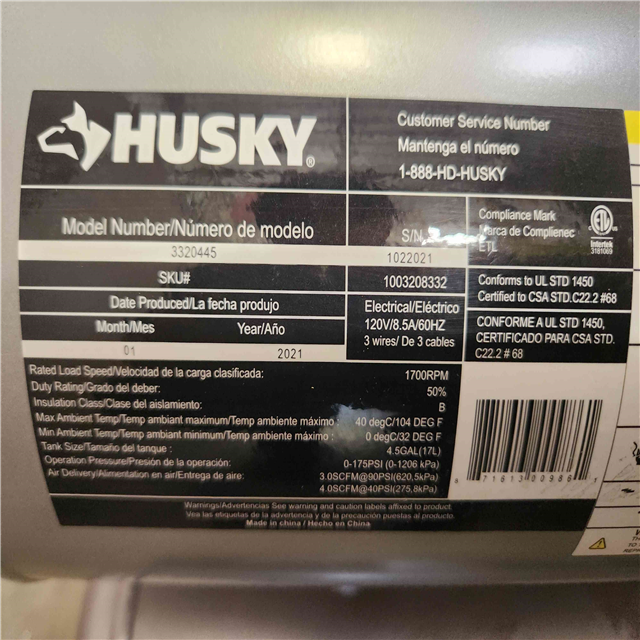 HUSKY®
Customer Service Number
Mantenga el número
1-888-HD-HUSKY
Model Number/Número de modelo
3320445
S/N
1022021
Compliance Mark
Marca de Complienec
ETL
Intertek
3181069
SKU#
1003208332
Conforms to UL STD 1450
Certified to CSA STD.C22.2 #68
Date Produced/La fecha produjo
Month/Mes Year/Año
01 2021
Electrical/Eléctrico
120V/8.5A/60HZ
3 wires/ De 3 cables
CONFORME A UL STD 1450,
CERTIFICADO PARA CSA STD.
C22.2 # 68
Rated Load Speed/Velocidad de la carga clasificada: 1700RPM
Duty Rating/Grado del deber: 50%
Insulation Class/Clase del aislamiento: B
Max Ambient Temp/Temp ambiant maximum/Temp ambiente máximo : 40 degC/104 DEG F
Min Ambient Temp/Temp ambiant minimum/Temp ambiente mínimo : 0 degC/32 DEG F
Tank Size/Tamaño del tanque : 4.5GAL(17L)
Operation Pressure/Presión de la operación: 0-175PSI (0-1206 kPa)
Air Delivery/Alimentation en air/Entrega de aire: 3.0SCFM@90PSI(620,5kPa)
4.0SCFM@40PSI(275,8kPa)
71613 00986
Warnings/Advertencies See warning and caution labels affixed to product.
Vea las etiquetas de la advertencia y de la precaución puestas al producto.
Made in china / Hecho en China